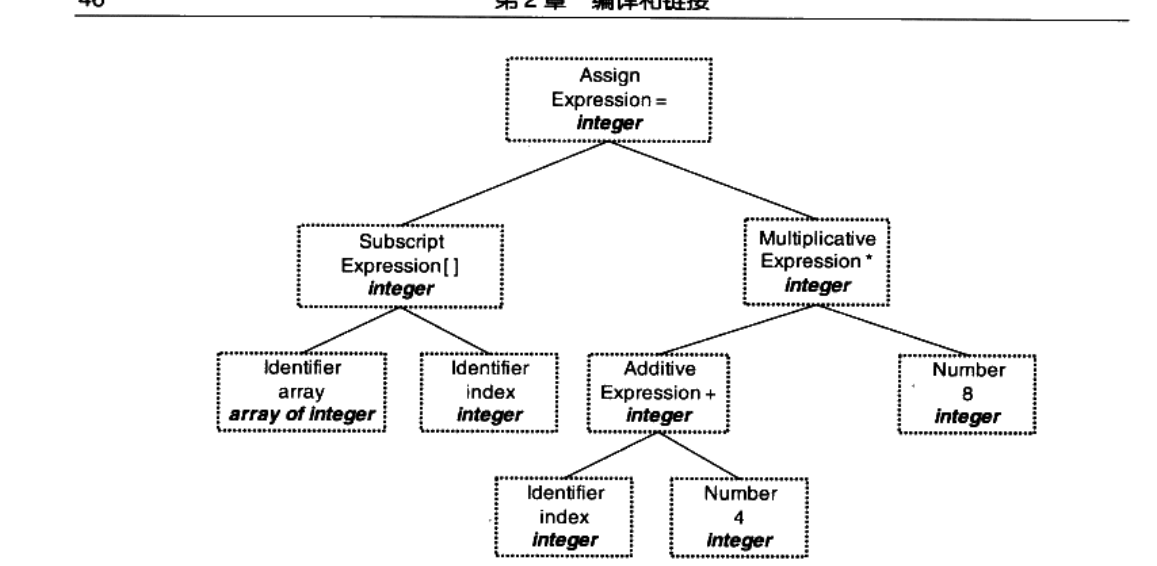 46 第 2 章 编译和链接
Assign
Expression =
integer
Subscript
Expression[ ]
integer
Multiplicative
Expression *
integer
Identifier
array
array of integer
Identifier
index
integer
Additive
Expression +
integer
Number
8
integer
Identifier
index
integer
Number
4
integer